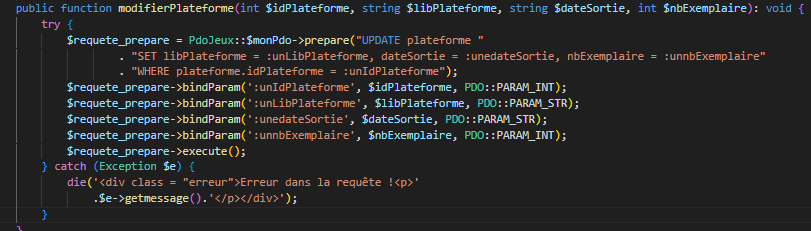 public function modifierPlateforme(int $idPlateforme, string $libPlateforme, string $dateSortie, int $nbExemplaire): void {
try {
$requete_prepare = PdoJeux::$monPdo->prepare("UPDATE plateforme "
. "SET libPlateforme = :unLibPlateforme, dateSortie = :unedateSortie, nbExemplaire = :unnbExemplaire"
. "WHERE plateforme.idPlateforme = :unIdPlateforme");
$requete_prepare->bindParam(':unIdPlateforme', $idPlateforme, PDO::PARAM_INT);
$requete_prepare->bindParam(':unLibPlateforme', $libPlateforme, PDO::PARAM_STR);
$requete_prepare->bindParam(':unedateSortie', $dateSortie, PDO::PARAM_STR);
$requete_prepare->bindParam(':unnbExemplaire', $nbExemplaire, PDO::PARAM_INT);
$requete_prepare->execute();
} catch (Exception $e) {
die('<div class = "erreur">Erreur dans la requête !<p>'
.$e->getmessage().'</p></div>');
}
}